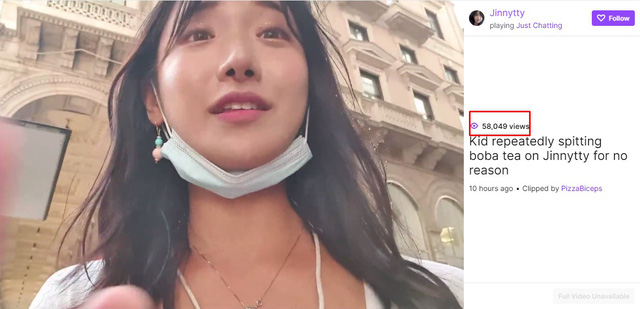 Jinnytty
playing Just Chatting
Follow
58,049 views
Kid repeatedly spitting
boba tea on Jinnytty for no
reason
10 hours ago • Clipped by PizzaBiceps
Full Video Unavailable